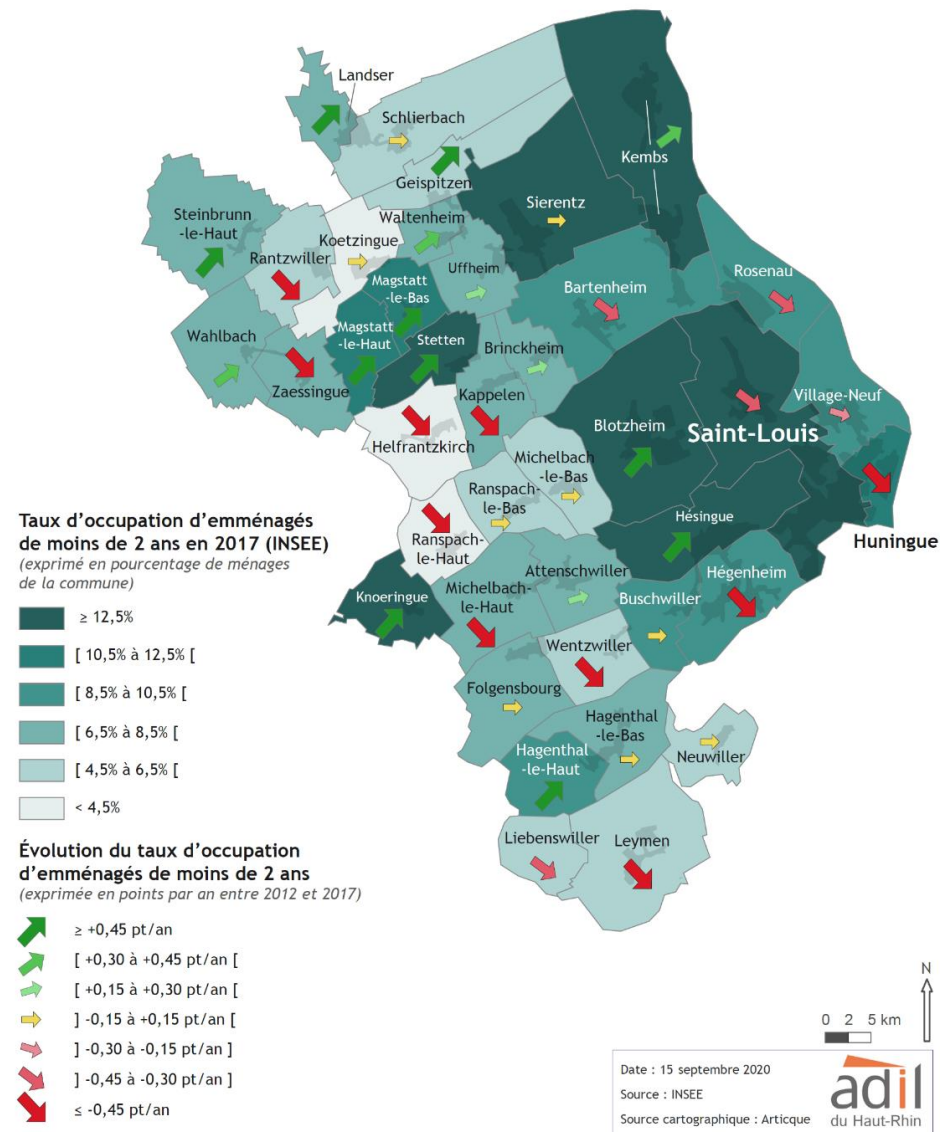 Landser
Schlierbach
Kembs
Geispitzen
Sierentz
Steinbrunn
-le-Haut
Waltenheim
Koetzingue
Rantzwiller
Uffheim
Rosenau
Magstatt
-le-Bas
Bartenheim
Wahlbach
Magstatt
-le-Haut
Stetten
Brinckheim
Zaessingue
Kappelen
Village-Neuf
Blotzheim
Saint-Louis
Helfrantzkirch
Michelbach
-le-Bas
Ranspach-
le-Bas
Hésingue
Ranspach-
le-Haut
Huningue
Attenschwiller
Hégenheim
Michelbach-
le-Haut
Knoeringue
Buschwiller
Wentzwiller
Folgensbourg
Hagenthal
-le-Bas
Hagenthal
-le-Haut
Neuwiller
Liebenswiller
Leymen
Taux d'occupation d'emménagés
de moins de 2 ans en 2017 (INSEE)
(exprimé en pourcentage de ménages
de la commune)
≥ 12,5%
[ 10,5% à 12,5% [
[ 8,5% à 10,5% [
[ 6,5% à 8,5% [
[ 4,5% à 6,5% [
< 4,5%
Évolution du taux d'occupation
d'emménagés de moins de 2 ans
(exprimée en points par an entre 2012 et 2017)
≥ +0,45 pt/an
[ +0,30 à +0,45 pt/an [
[ +0,15 à +0,30 pt/an [
] -0,15 à +0,15 pt/an [
] -0,30 à -0,15 pt/an ]
] -0,45 à -0,30 pt/an ]
≤ -0,45 pt/an
N
0 2 5 km
Date : 15 septembre 2020
Source : INSEE
Source cartographique : Articque
adil
du Haut-Rhin